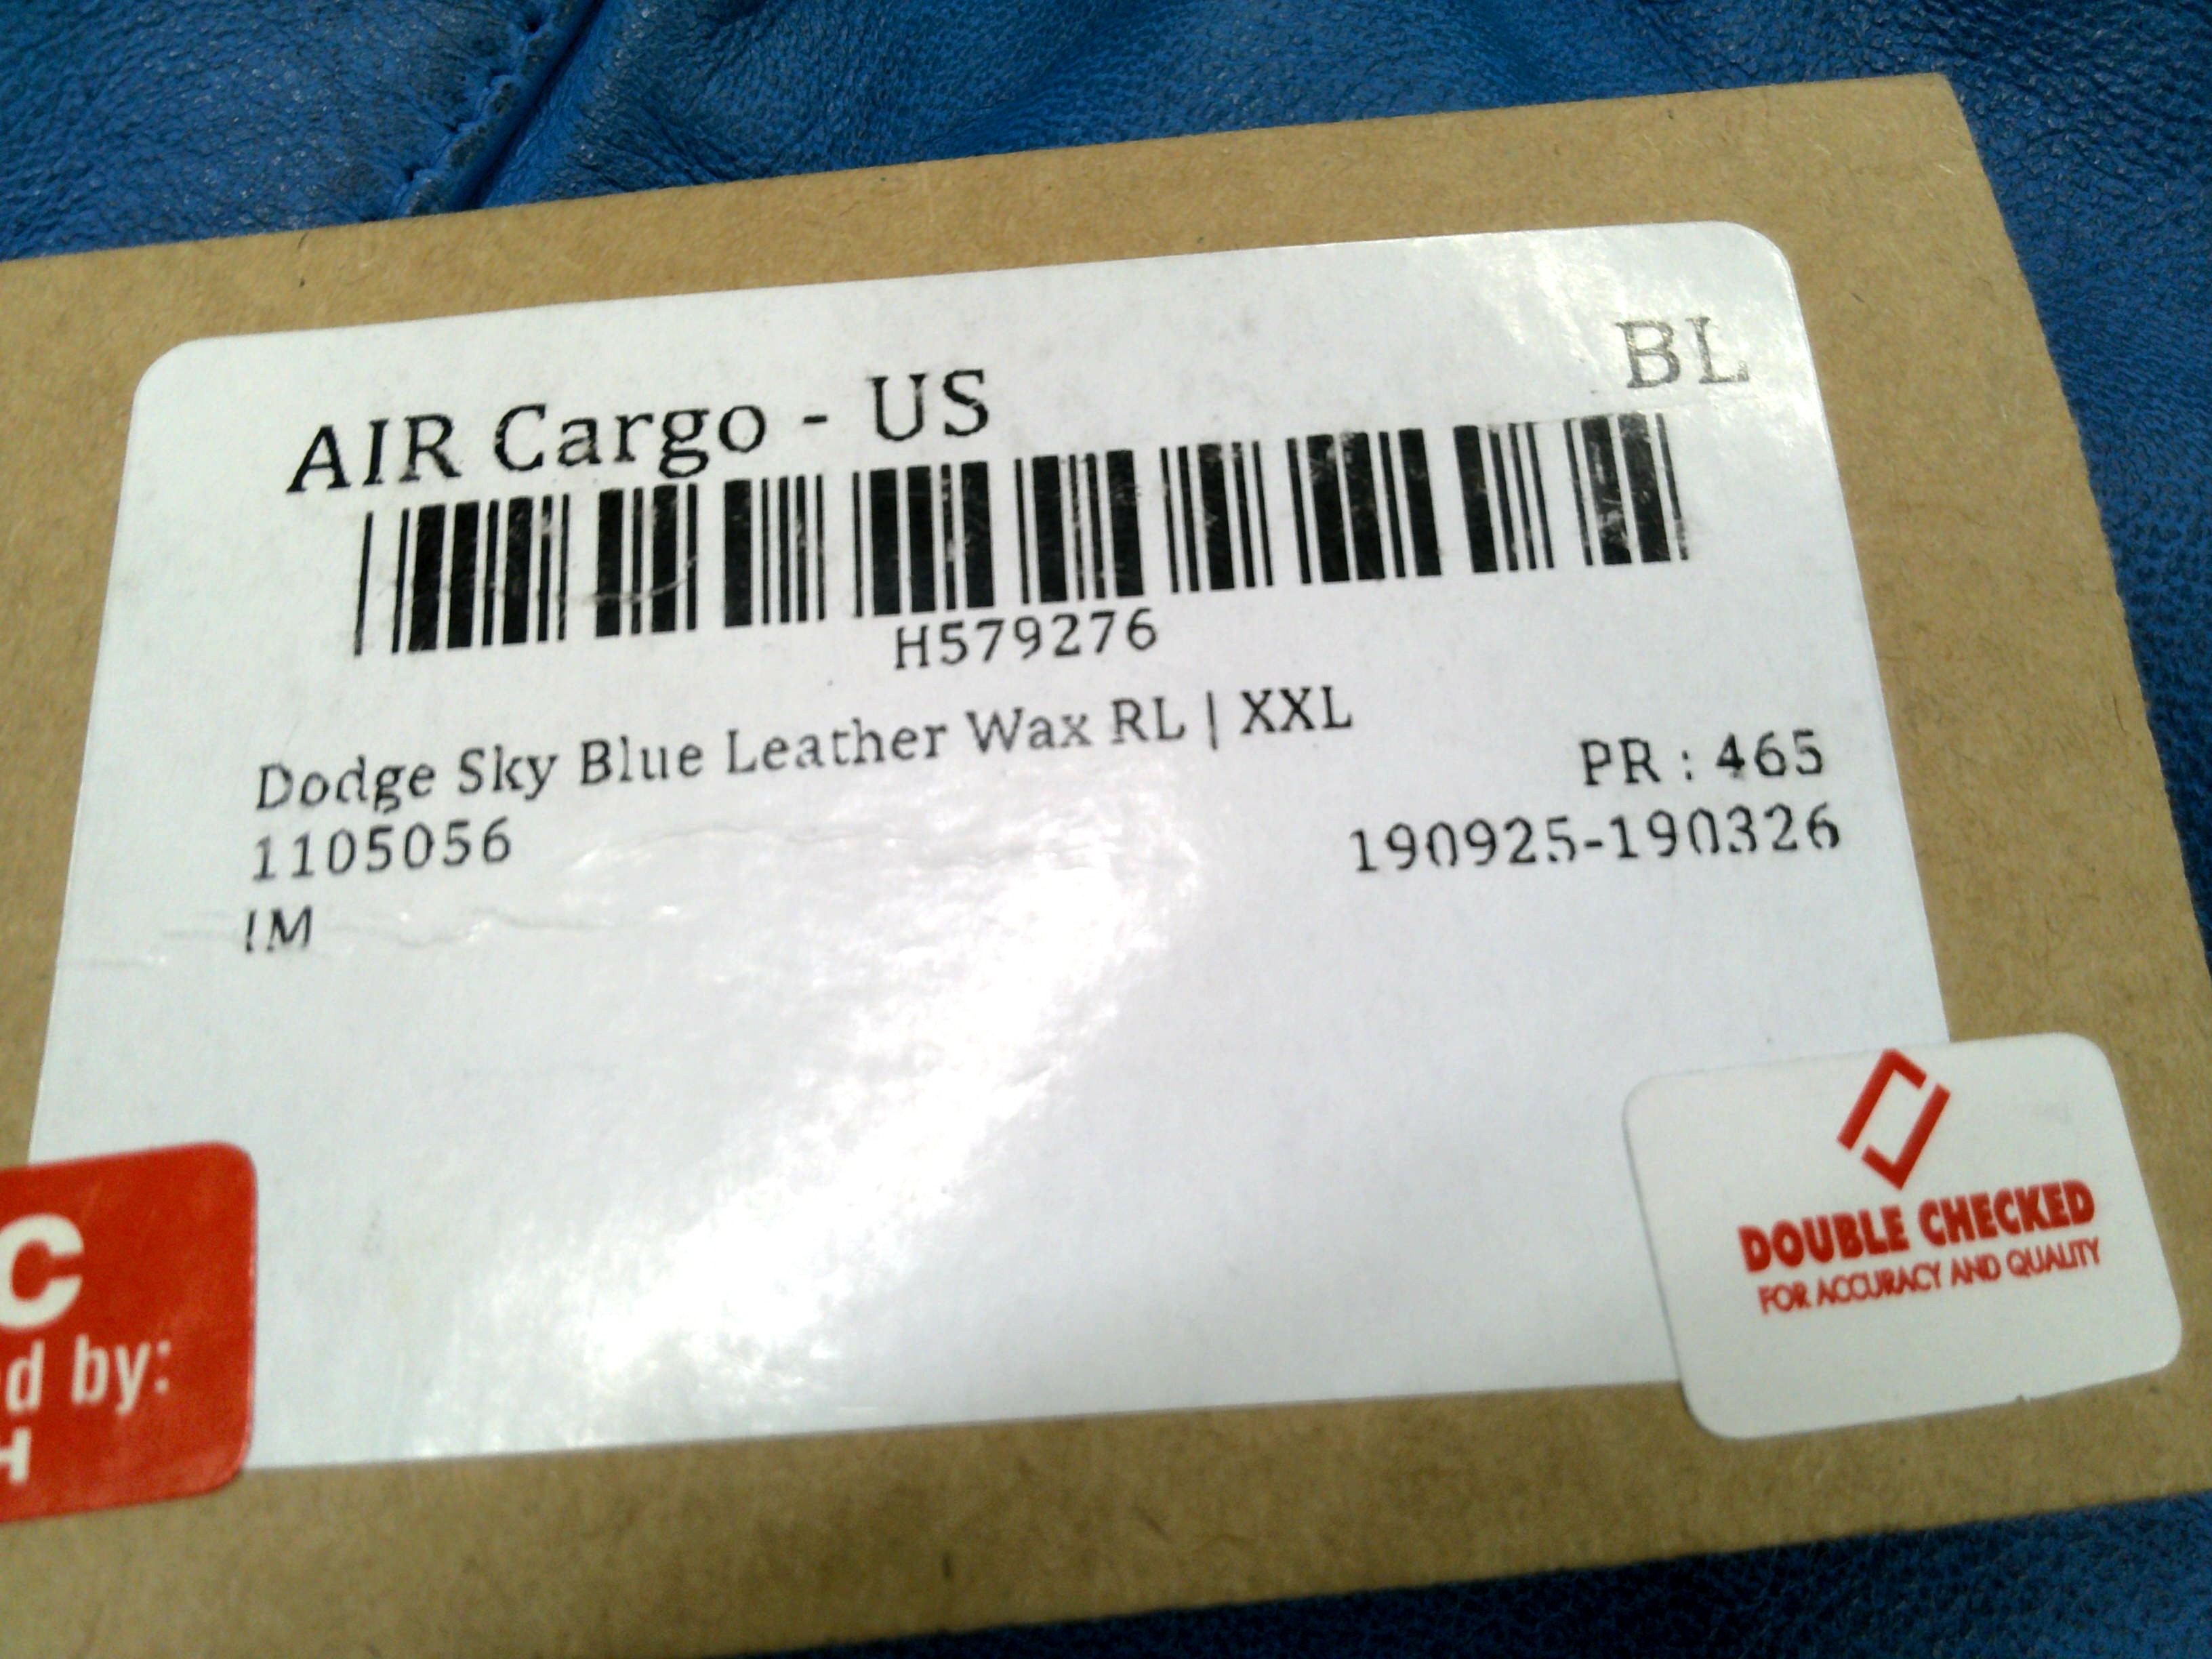 AIR Cargo - US
BL
H579276
Dodge Sky Blue Leather Wax RL | XXL
PR : 465
1105056
190925-190326
!M
C
d by:
H
DOUBLE CHECKED
FOR ACCURACY AND QUALITY